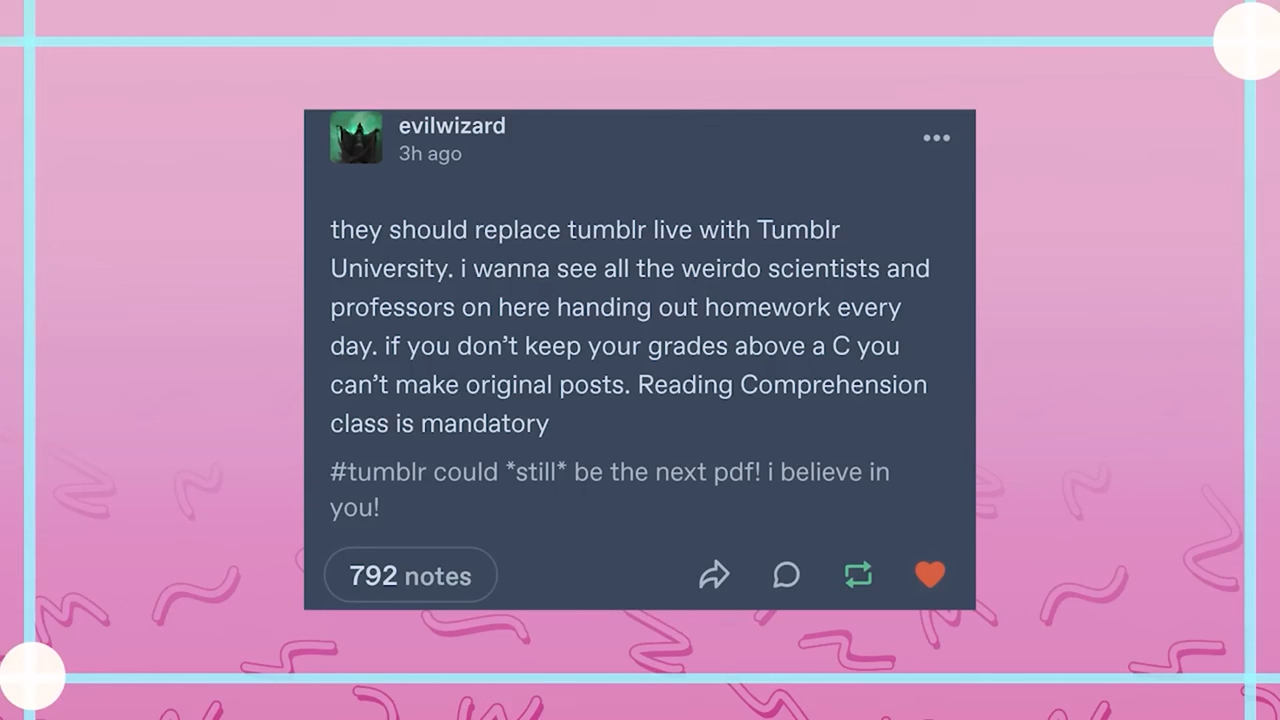 evilwizard
3h ago
they should replace tumblr live with Tumblr
University. i wanna see all the weirdo scientists and
professors on here handing out homework every
day. if you don’t keep your grades above a C you
can’t make original posts. Reading Comprehension
class is mandatory
#tumblr could *still* be the next pdf! i believe in
you!
792 notes